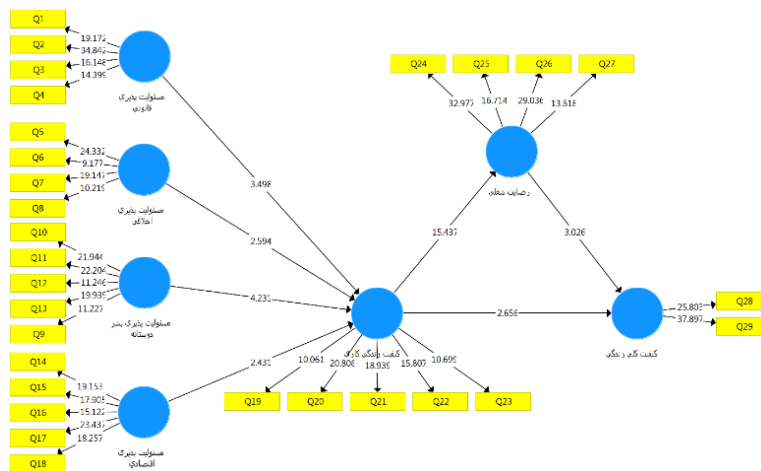 Q1
Q2
Q3
Q4
19.172
34.842
16.148
14.399
مسئولیت پذیری
قانونی
Q5
Q6
Q7
Q8
24.332
9.177
19.147
10.219
مسئولیت پذیری
اخلاقی
Q10
Q11
Q12
Q13
Q9
21.944
22.204
11.246
19.939
11.227
مسئولیت پذیری بشر
دوستانه
Q14
Q15
Q16
Q17
Q18
19.153
17.905
15.122
23.437
18.257
مسئولیت پذیری
اقتصادی
3.498
2.594
4.231
2.431
کیفیت زندگی کاری
10.061
20.806
18.939
15.807
10.699
Q19
Q20
Q21
Q22
Q23
15.437
2.656
Q24
Q25
Q26
Q27
32.977
16.714
29.036
13.618
رضایت شغلی
3.026
کیفیت کلی زندگی
25.803
37.897
Q28
Q29